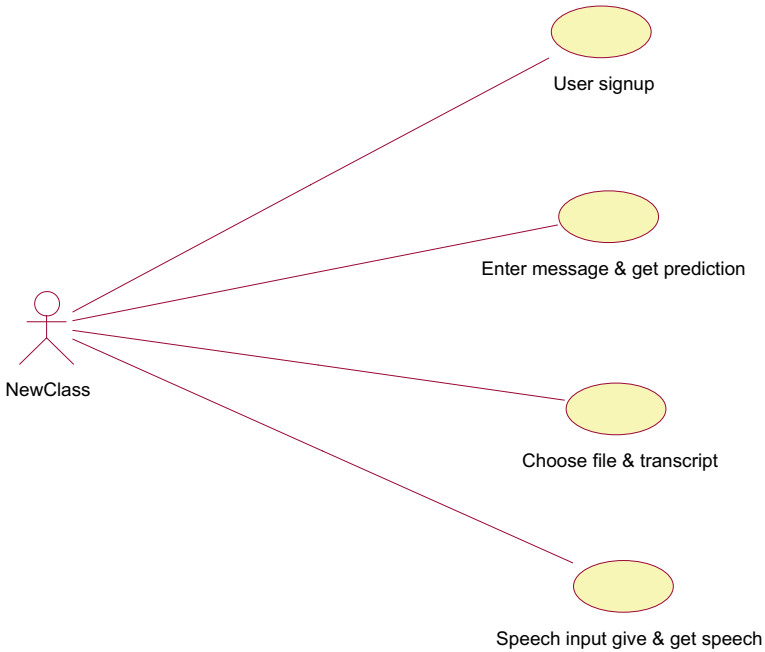 User signup
Enter message & get prediction
NewClass
Choose file & transcript
Speech input give & get speech